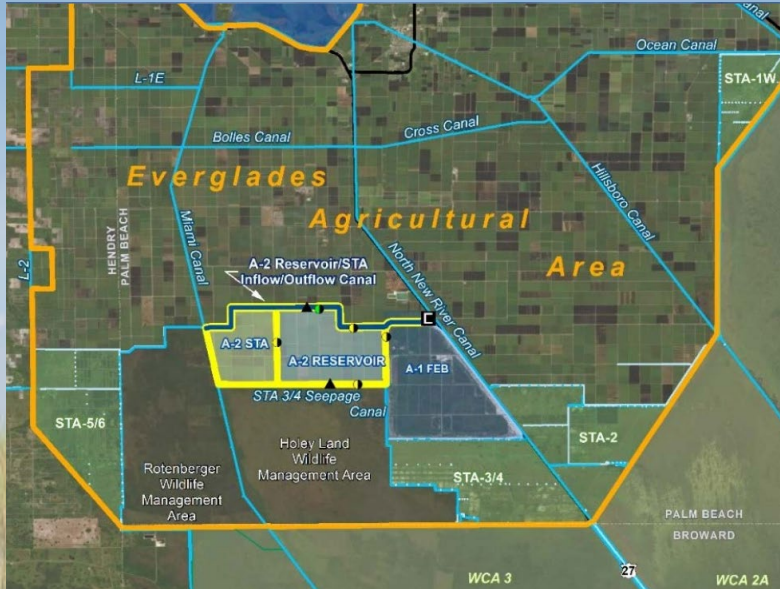 Canal
Ocean Canal
STA-1W
L-1E
Bolles Canal
Cross Canal
Everglades
Agricultural
Area
Hillsboro Canal
Miami Canal
HENDRY
PALM BEACH
L-2
A-2 Reservoir/STA
Inflow/Outflow Canal
North New River Canal
C
A-2 STA
A-2 RESERVOIR
A-1 FEB
STA 3/4 Seepage
Canal
STA-5/6
STA-2
Holey Land
Wildlife
Management Area
Rotenberger
Wildlife
Management
Area
STA-3/4
PALM BEACH
BROWARD
27
WCA 3
WCA 2A